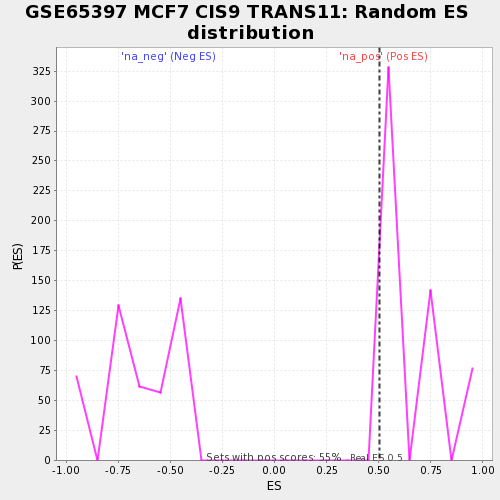 GSE65397 MCF7 CIS9 TRANS11: Random ES
distribution
'na_neg' (Neg ES)
'na_pos' (Pos ES)
P(ES)
325
300
275
250
225
200
175
150
125
100
75
50
25
0
Sets with pos scores: 55%
Real ES 0.5
-1.00 -0.75 -0.50 -0.25 0.00 0.25 0.50 0.75 1.00
ES